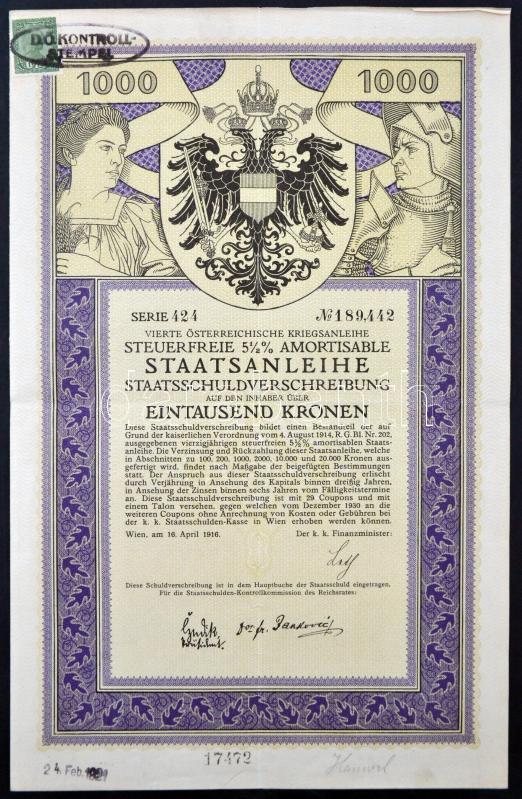 D.Ö. KONTROLL-
STEMPEL
1000 1000
SERIE 424 No 189,442
VIERTE ÖSTERREICHISCHE KRIEGSANLEIHE
STEUERFREIE 5½% AMORTISABLE
STAATSANLEIHE
STAATSSCHULDVERSCHREIBUNG
AUF DEN INHABER ÜBER
EINTAUSEND KRONEN
Diese Staatsschuldverschreibung bildet einen Bestandteil der auf
Grund der kaiserlichen Verordnung vom 4. August 1914, R. G. Bl. Nr. 202,
ausgegebenen vierzigjährigen steuerfreien 5½% amortisablen Staats-
anleihe. Die Verzinsung und Rückzahlung dieser Staatsanleihe, welche
in Abschnitten zu 100, 200, 1000, 2000, 10.000 und 20.000 Kronen aus-
gefertigt wird, findet nach Maßgabe der beigefügten Bestimmungen
statt. Der Anspruch aus dieser Staatsschuldverschreibung erlischt
durch Verjährung in Ansehung des Kapitals binnen dreißig Jahren,
in Ansehung der Zinsen binnen sechs Jahren vom Fälligkeitstermine
an. Diese Staatsschuldverschreibung ist mit 29 Coupons und mit
einem Talon versehen, gegen welchen vom Dezember 1930 an die
weiteren Coupons ohne Anrechnung von Kosten oder Gebühren bei
der k. k. Staatsschulden-Kasse in Wien erhoben werden können.
Wien, am 16. April 1916. Der k. k. Finanzminister:
Diese Schuldverschreibung ist in dem Hauptbuche der Staatsschuld eingetragen.
Für die Staatsschulden-Kontrollkommission des Reichsrates:
Präsident.
17472
24. Feb.